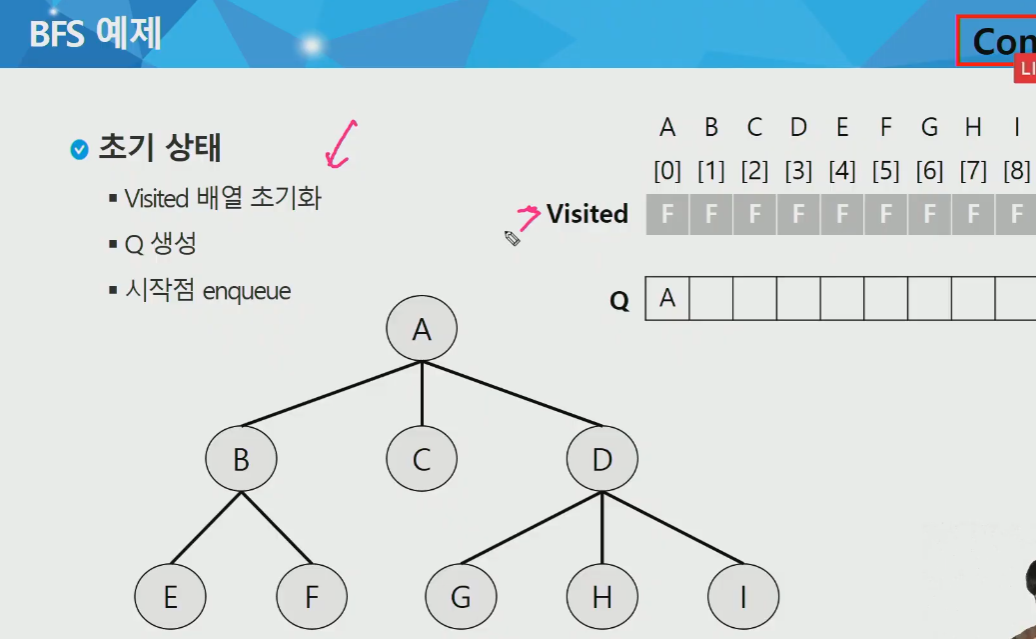 BFS 예제
Con
LI
초기 상태
Visited 배열 초기화
Q 생성
시작점 enqueue
A B C D E F G H I
[0] [1] [2] [3] [4] [5] [6] [7] [8]
Visited F F F F F F F F F
Q A
A
B C D
E F G H I